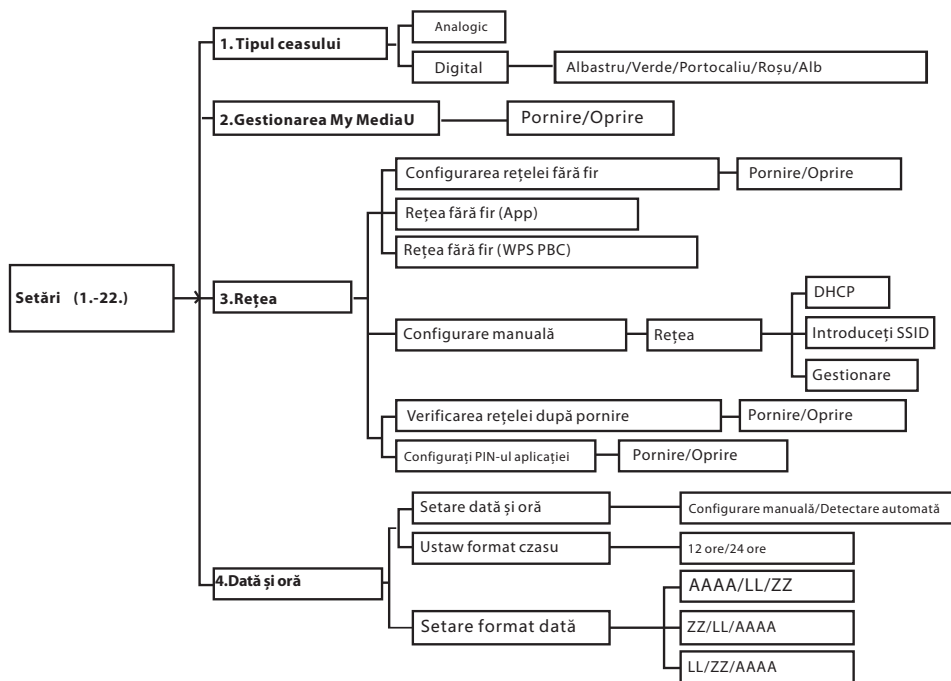 Setări (1.-22.)
1. Tipul ceasului
Analogic
Digital
Albastru/Verde/Portocaliu/Roșu/Alb
2.Gestionarea My MediaU
Pornire/Oprire
3.Rețea
Configurarea rețelei fără fir
Pornire/Oprire
Rețea fără fir (App)
Rețea fără fir (WPS PBC)
Configurare manuală
Rețea
DHCP
Introduceți SSID
Gestionare
Verificarea rețelei după pornire
Pornire/Oprire
Configurați PIN-ul aplicației
Pornire/Oprire
4.Dată și oră
Setare dată și oră
Configurare manuală/Detectare automată
Ustaw format czasu
12 ore/24 ore
Setare format dată
AAAA/LL/ZZ
ZZ/LL/AAAA
LL/ZZ/AAAA